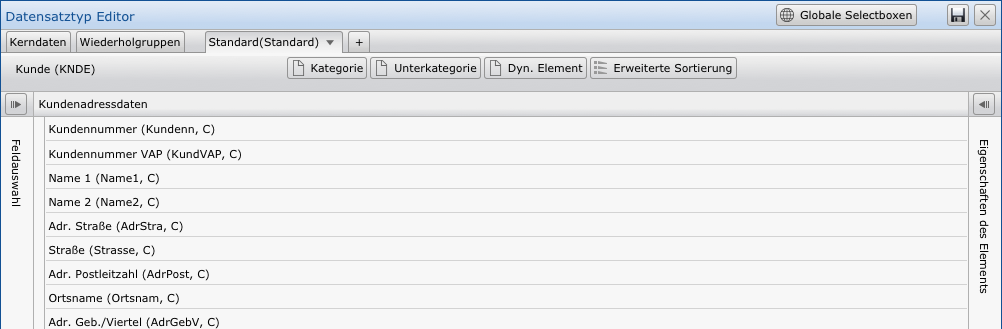 Datensatztyp Editor
Globale Selectboxen
Kerndaten Wiederholgruppen Standard(Standard) +
Kunde (KNDE) Kategorie Unterkategorie Dyn. Element Erweiterte Sortierung
Kundenadressdaten
Feldauswahl
Kundennummer (Kundenn, C)
Kundennummer VAP (KundVAP, C)
Name 1 (Name1, C)
Name 2 (Name2, C)
Adr. Straße (AdrStra, C)
Straße (Strasse, C)
Adr. Postleitzahl (AdrPost, C)
Ortsname (Ortsnam, C)
Adr. Geb./Viertel (AdrGebV, C)
Eigenschaften des Elements